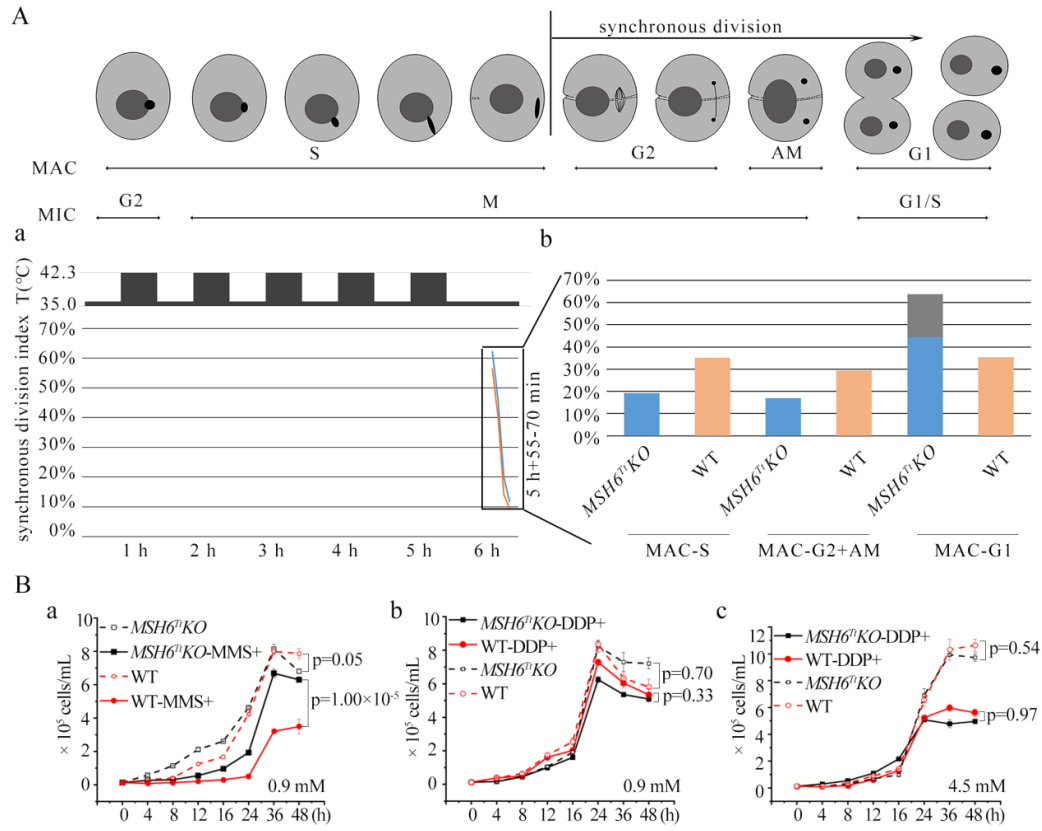 A
synchronous division
S G2 AM G1
MAC
G2 M G1/S
MIC
a
synchronous division index T(°C)
42.3
35.0
70%
60%
50%
40%
30%
20%
10%
0%
1 h 2 h 3 h 4 h 5 h 6 h
5 h+55-70 min
b
70%
60%
50%
40%
30%
20%
10%
0%
MSH6ᵀᵗKO WT MSH6ᵀᵗKO WT MSH6ᵀᵗKO WT
MAC-S MAC-G2+AM MAC-G1
B
a
× 10⁵ cells/mL
10
8
6
4
2
0
MSH6ᵀᵗKO
MSH6ᵀᵗKO-MMS+
WT
WT-MMS+
p=0.05
p=1.00×10⁻⁵
0.9 mM
0 4 8 12 16 24 36 48 (h)
b
× 10⁵ cells/mL
10
8
6
4
2
0
MSH6ᵀᵗKO-DDP+
WT-DDP+
MSH6ᵀᵗKO
WT
p=0.70
p=0.33
0.9 mM
0 4 8 12 16 24 36 48 (h)
c
× 10⁵ cells/mL
12
10
8
6
4
2
0
MSH6ᵀᵗKO-DDP+
WT-DDP+
MSH6ᵀᵗKO
WT
p=0.54
p=0.97
4.5 mM
0 4 8 12 16 20 24 36 48 (h)